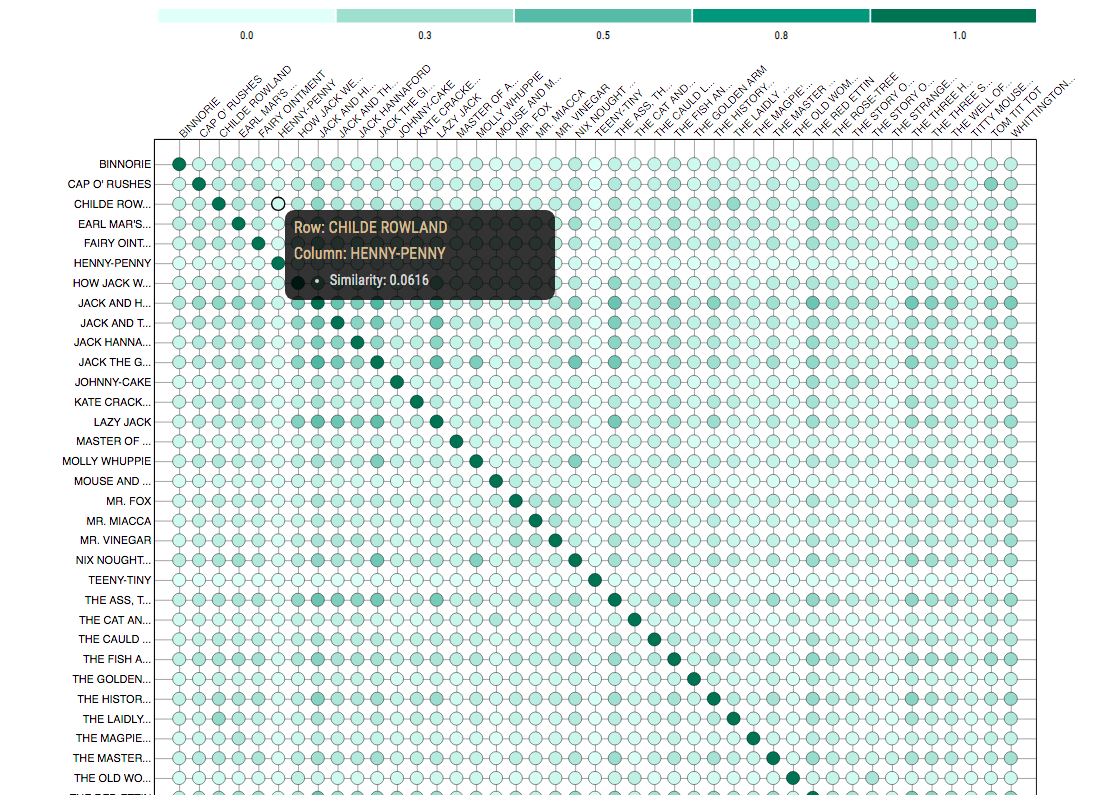 0.0
0.3
0.5
0.8
1.0
BINNORIE
CAP O' RUSHES
CHILDE ROWLAND
EARL MAR'S ...
FAIRY OINTMENT
HENNY-PENNY
HOW JACK WE...
JACK AND HI...
JACK AND TH...
JACK HANNAFORD
JACK THE GI...
JOHNNY-CAKE
KATE CRACKE...
LAZY JACK
MASTER OF A...
MOLLY WHUPPIE
MOUSE AND M...
MR. FOX
MR. MIACCA
MR. VINEGAR
NIX NOUGHT ...
TEENY-TINY
THE ASS, TH...
THE CAT AND...
THE CAULD L...
THE FISH AN...
THE GOLDEN ARM
THE HISTORY...
THE LAIDLY ...
THE MAGPIE...
THE MASTER ...
THE OLD WOM...
THE RED ETTIN
THE ROSE-TREE
THE STORY O...
THE STORY O...
THE STRANGE...
THE THREE H...
THE THREE S...
THE WELL OF...
TITTY MOUSE...
TOM TIT TOT
WHITTINGTON...
BINNORIE
CAP O' RUSHES
CHILDE ROW...
EARL MAR'S...
FAIRY OINT...
HENNY-PENNY
HOW JACK W...
JACK AND H...
JACK AND T...
JACK HANNA...
JACK THE G...
JOHNNY-CAKE
KATE CRACK...
LAZY JACK
MASTER OF ...
MOLLY WHUPPIE
MOUSE AND ...
MR. FOX
MR. MIACCA
MR. VINEGAR
NIX NOUGHT...
TEENY-TINY
THE ASS, T...
THE CAT AN...
THE CAULD ...
THE FISH A...
THE GOLDEN...
THE HISTOR...
THE LAIDLY...
THE MAGPIE...
THE MASTER...
THE OLD WO...
Row: CHILDE ROWLAND
Column: HENNY-PENNY
• Similarity: 0.0616